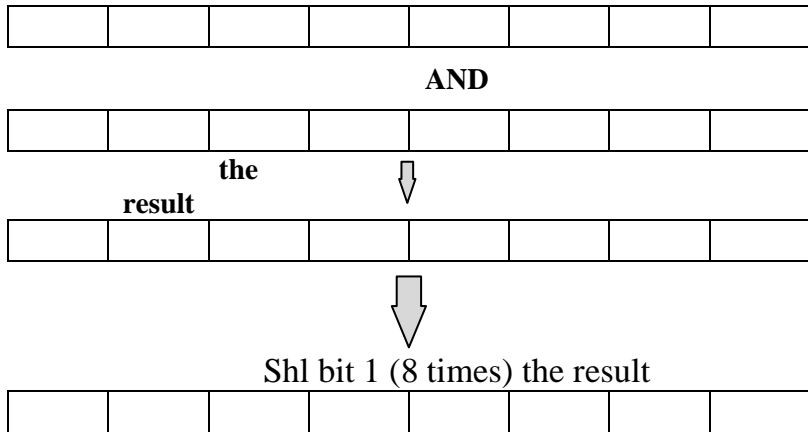 AND
the
result
Shl bit 1 (8 times) the result